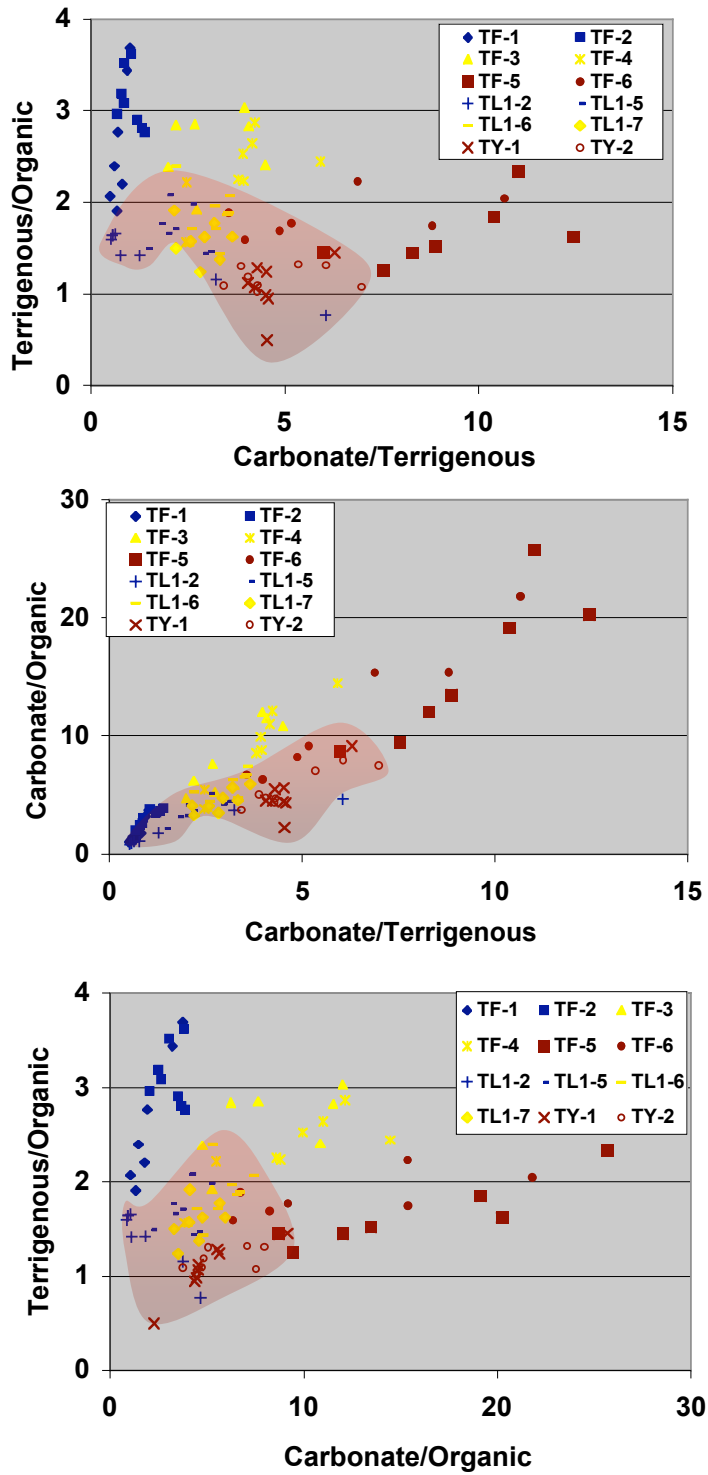 4
3
2
1
0
Terrigenous/Organic
TF-1 TF-2
TF-3 TF-4
TF-5 TF-6
TL1-2 TL1-5
TL1-6 TL1-7
TY-1 TY-2
0 5 10 15
Carbonate/Terrigenous
30
20
10
0
Carbonate/Organic
TF-1 TF-2
TF-3 TF-4
TF-5 TF-6
TL1-2 TL1-5
TL1-6 TL1-7
TY-1 TY-2
0 5 10 15
Carbonate/Terrigenous
4
3
2
1
0
Terrigenous/Organic
TF-1 TF-2 TF-3
TF-4 TF-5 TF-6
TL1-2 TL1-5 TL1-6
TL1-7 TY-1 TY-2
0 10 20 30
Carbonate/Organic